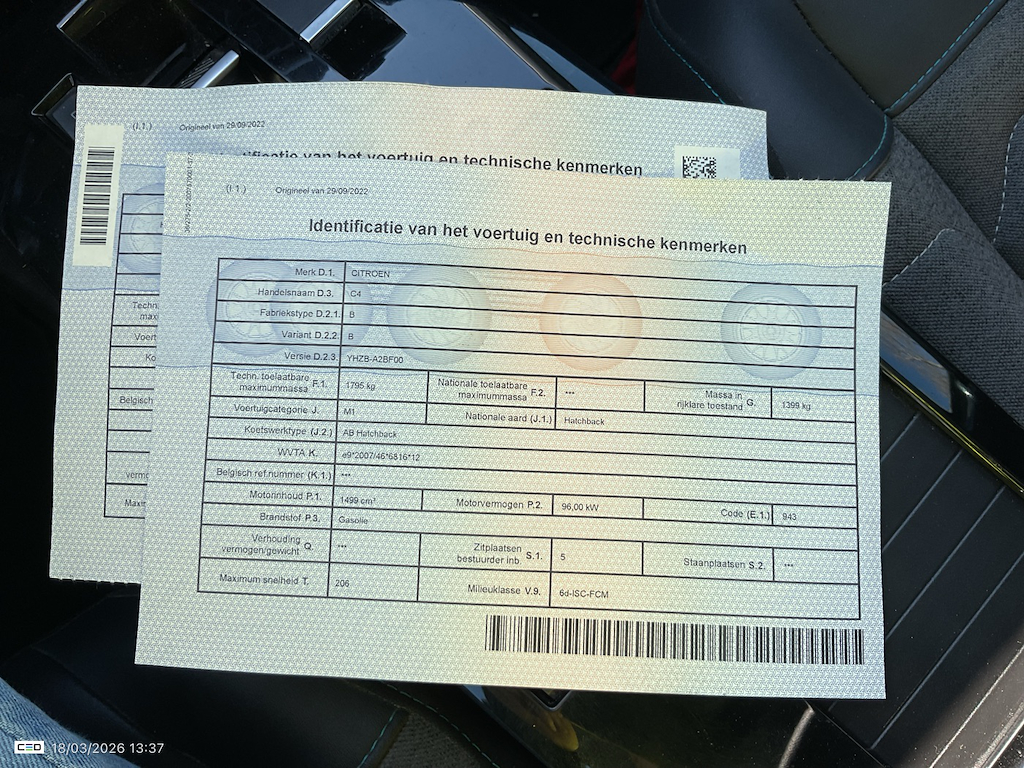 (I.1.) Origineel van 29/09/2022
van het voertuig en technische kenmerken
Techn.
Voert
Ko
Belgisch
verm
(I.1.) Origineel van 29/09/2022
Identificatie van het voertuig en technische kenmerken
Merk D.1. CITROEN
Handelsnaam D.3. C4
Fabriekstype D.2.1. B
Variant D.2.2. B
Versie D.2.3. YHZB-A2BF00
Techn. toelaatbare maximummassa F.1. 1795 kg Nationale toelaatbare maximummassa F.2. --- Massa in rijklare toestand G. 1399 kg
Voertuigcategorie J. M1 Nationale aard (J.1.) Hatchback
Koetswerktype (J.2.) AB Hatchback
WVTA K. e9*2007/46*6816*12
Belgisch ref.nummer (K.1.) ---
Motorinhoud P.1. 1499 cm³ Motorvermogen P.2. 96,00 kW Code (E.1.) 943
Brandstof P.3. Gasolie
Verhouding vermogen/gewicht Q. --- Zitplaatsen bestuurder inb. S.1. 5 Staanplaatsen S.2. ---
Maximum snelheid T. 206 Milieuklasse V.9. 6d-ISC-FCM
CEO 18/03/2026 13:37